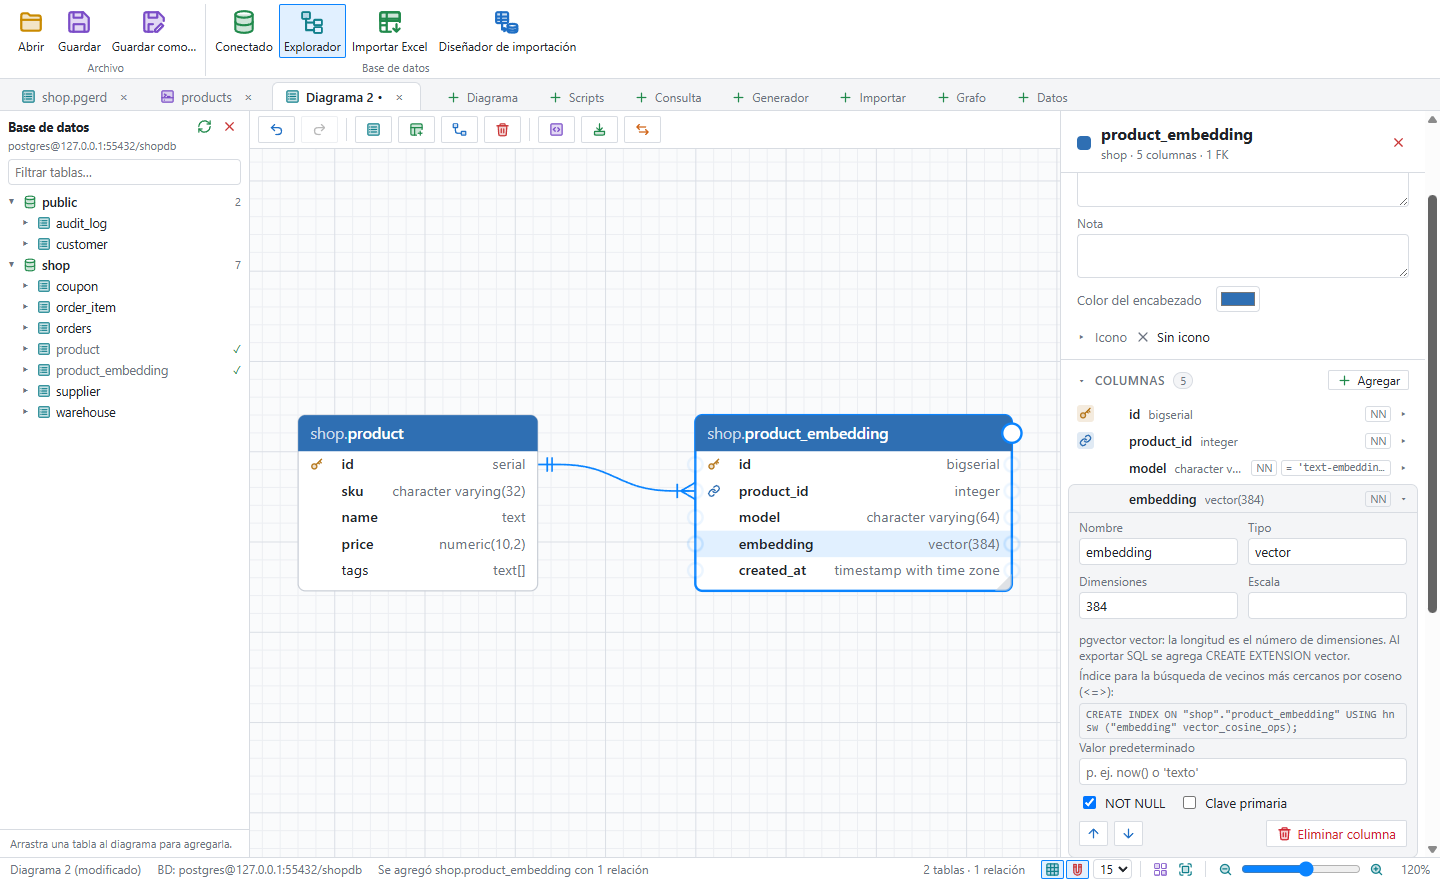 Abrir
Guardar
Guardar como...
Archivo
Conectado
Explorador
Importar Excel
Diseñador de importación
Base de datos
shop.pgerd
products
Diagrama 2 •
Diagrama
Scripts
Consulta
Generador
Importar
Grafo
Datos
Base de datos
postgres@127.0.0.1:55432/shopdb
Filtrar tablas...
public 2
audit_log
customer
shop 7
coupon
order_item
orders
product
product_embedding
supplier
warehouse
Arrastra una tabla al diagrama para agregarla.
shop.product
id serial
sku character varying(32)
name text
price numeric(10,2)
tags text[]
shop.product_embedding
id bigserial
product_id integer
model character varying(64)
embedding vector(384)
created_at timestamp with time zone
product_embedding
shop · 5 columnas · 1 FK
Nota
Color del encabezado
Icono Sin icono
COLUMNAS 5 Agregar
id bigserial NN
product_id integer NN
model character v... NN = 'text-embeddin...
embedding vector(384) NN
Nombre Tipo
embedding vector
Dimensiones Escala
384
pgvector vector: la longitud es el número de dimensiones. Al
exportar SQL se agrega CREATE EXTENSION vector.
Índice para la búsqueda de vecinos más cercanos por coseno
(<=>):
CREATE INDEX ON "shop"."product_embedding" USING hn
sw ("embedding" vector_cosine_ops);
Valor predeterminado
p. ej. now() o 'texto'
NOT NULL Clave primaria
Eliminar columna
Diagrama 2 (modificado) BD: postgres@127.0.0.1:55432/shopdb Se agregó shop.product_embedding con 1 relación 2 tablas · 1 relación 15 120%